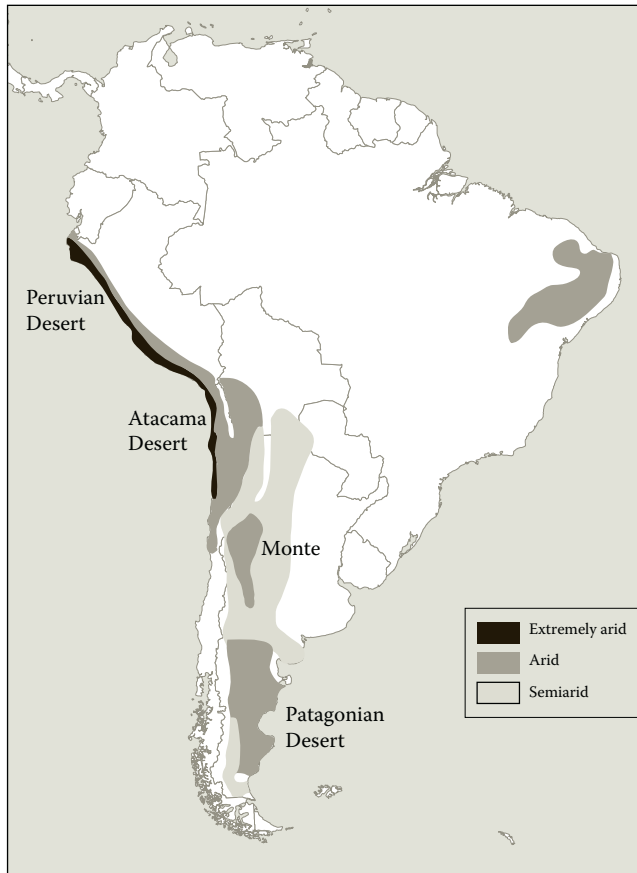 Peruvian
Desert
Atacama
Desert
Monte
Extremely arid
Arid
Semiarid
Patagonian
Desert